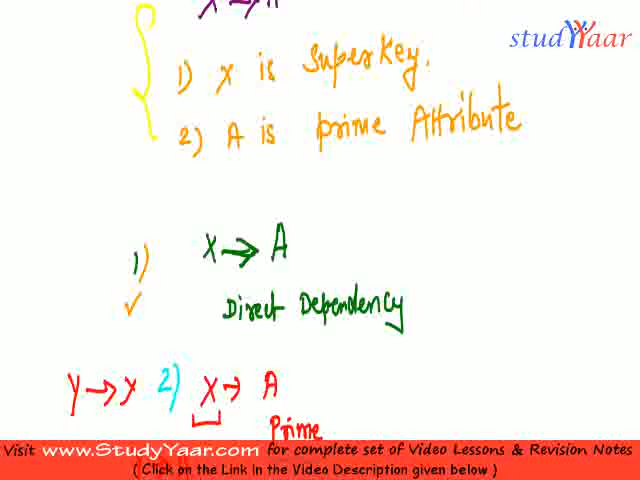 X → A
studYYaar
1) X is Super Key.
2) A is prime Attribute
1) X → A
✓ Direct Dependency
Y → X 2) X → A
Prime
Visit www.StudyYaar.com for complete set of Video Lessons & Revision Notes
( Click on the Link In the Video Description given below )